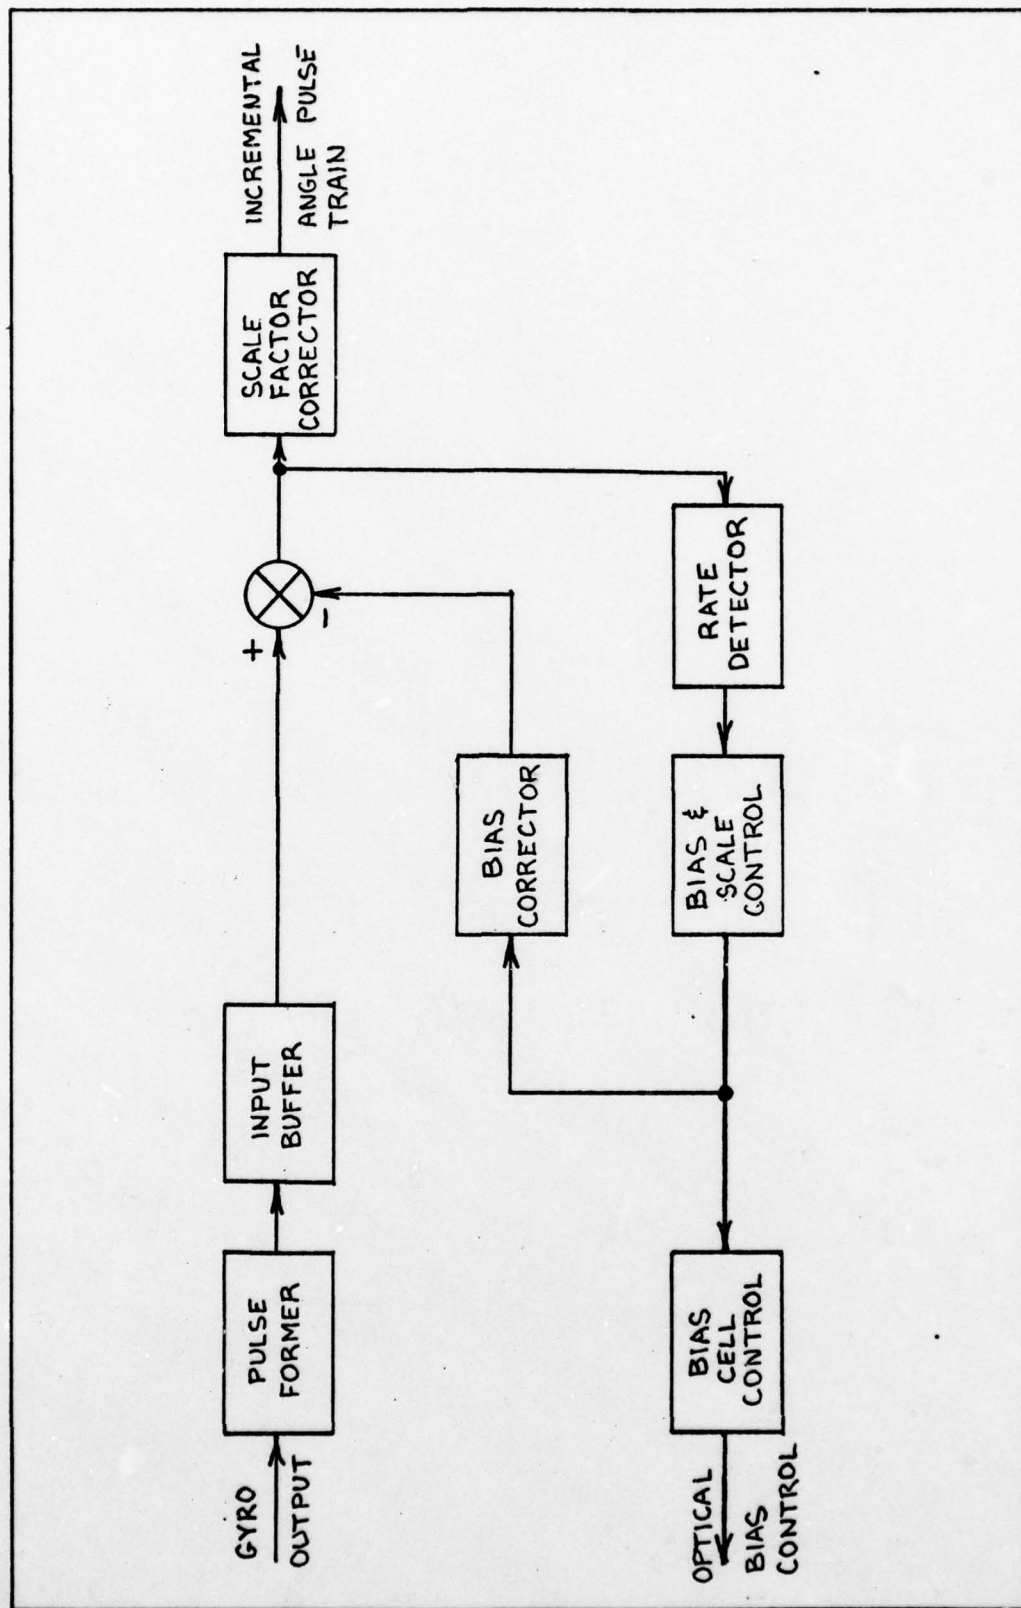 GYRO
OUTPUT
PULSE
FORMER
INPUT
BUFFER
+
-
SCALE
FACTOR
CORRECTOR
INCREMENTAL
ANGLE PULSE
TRAIN
BIAS
CORRECTOR
OPTICAL
BIAS
CONTROL
BIAS
CELL
CONTROL
BIAS &
SCALE
CONTROL
RATE
DETECTOR